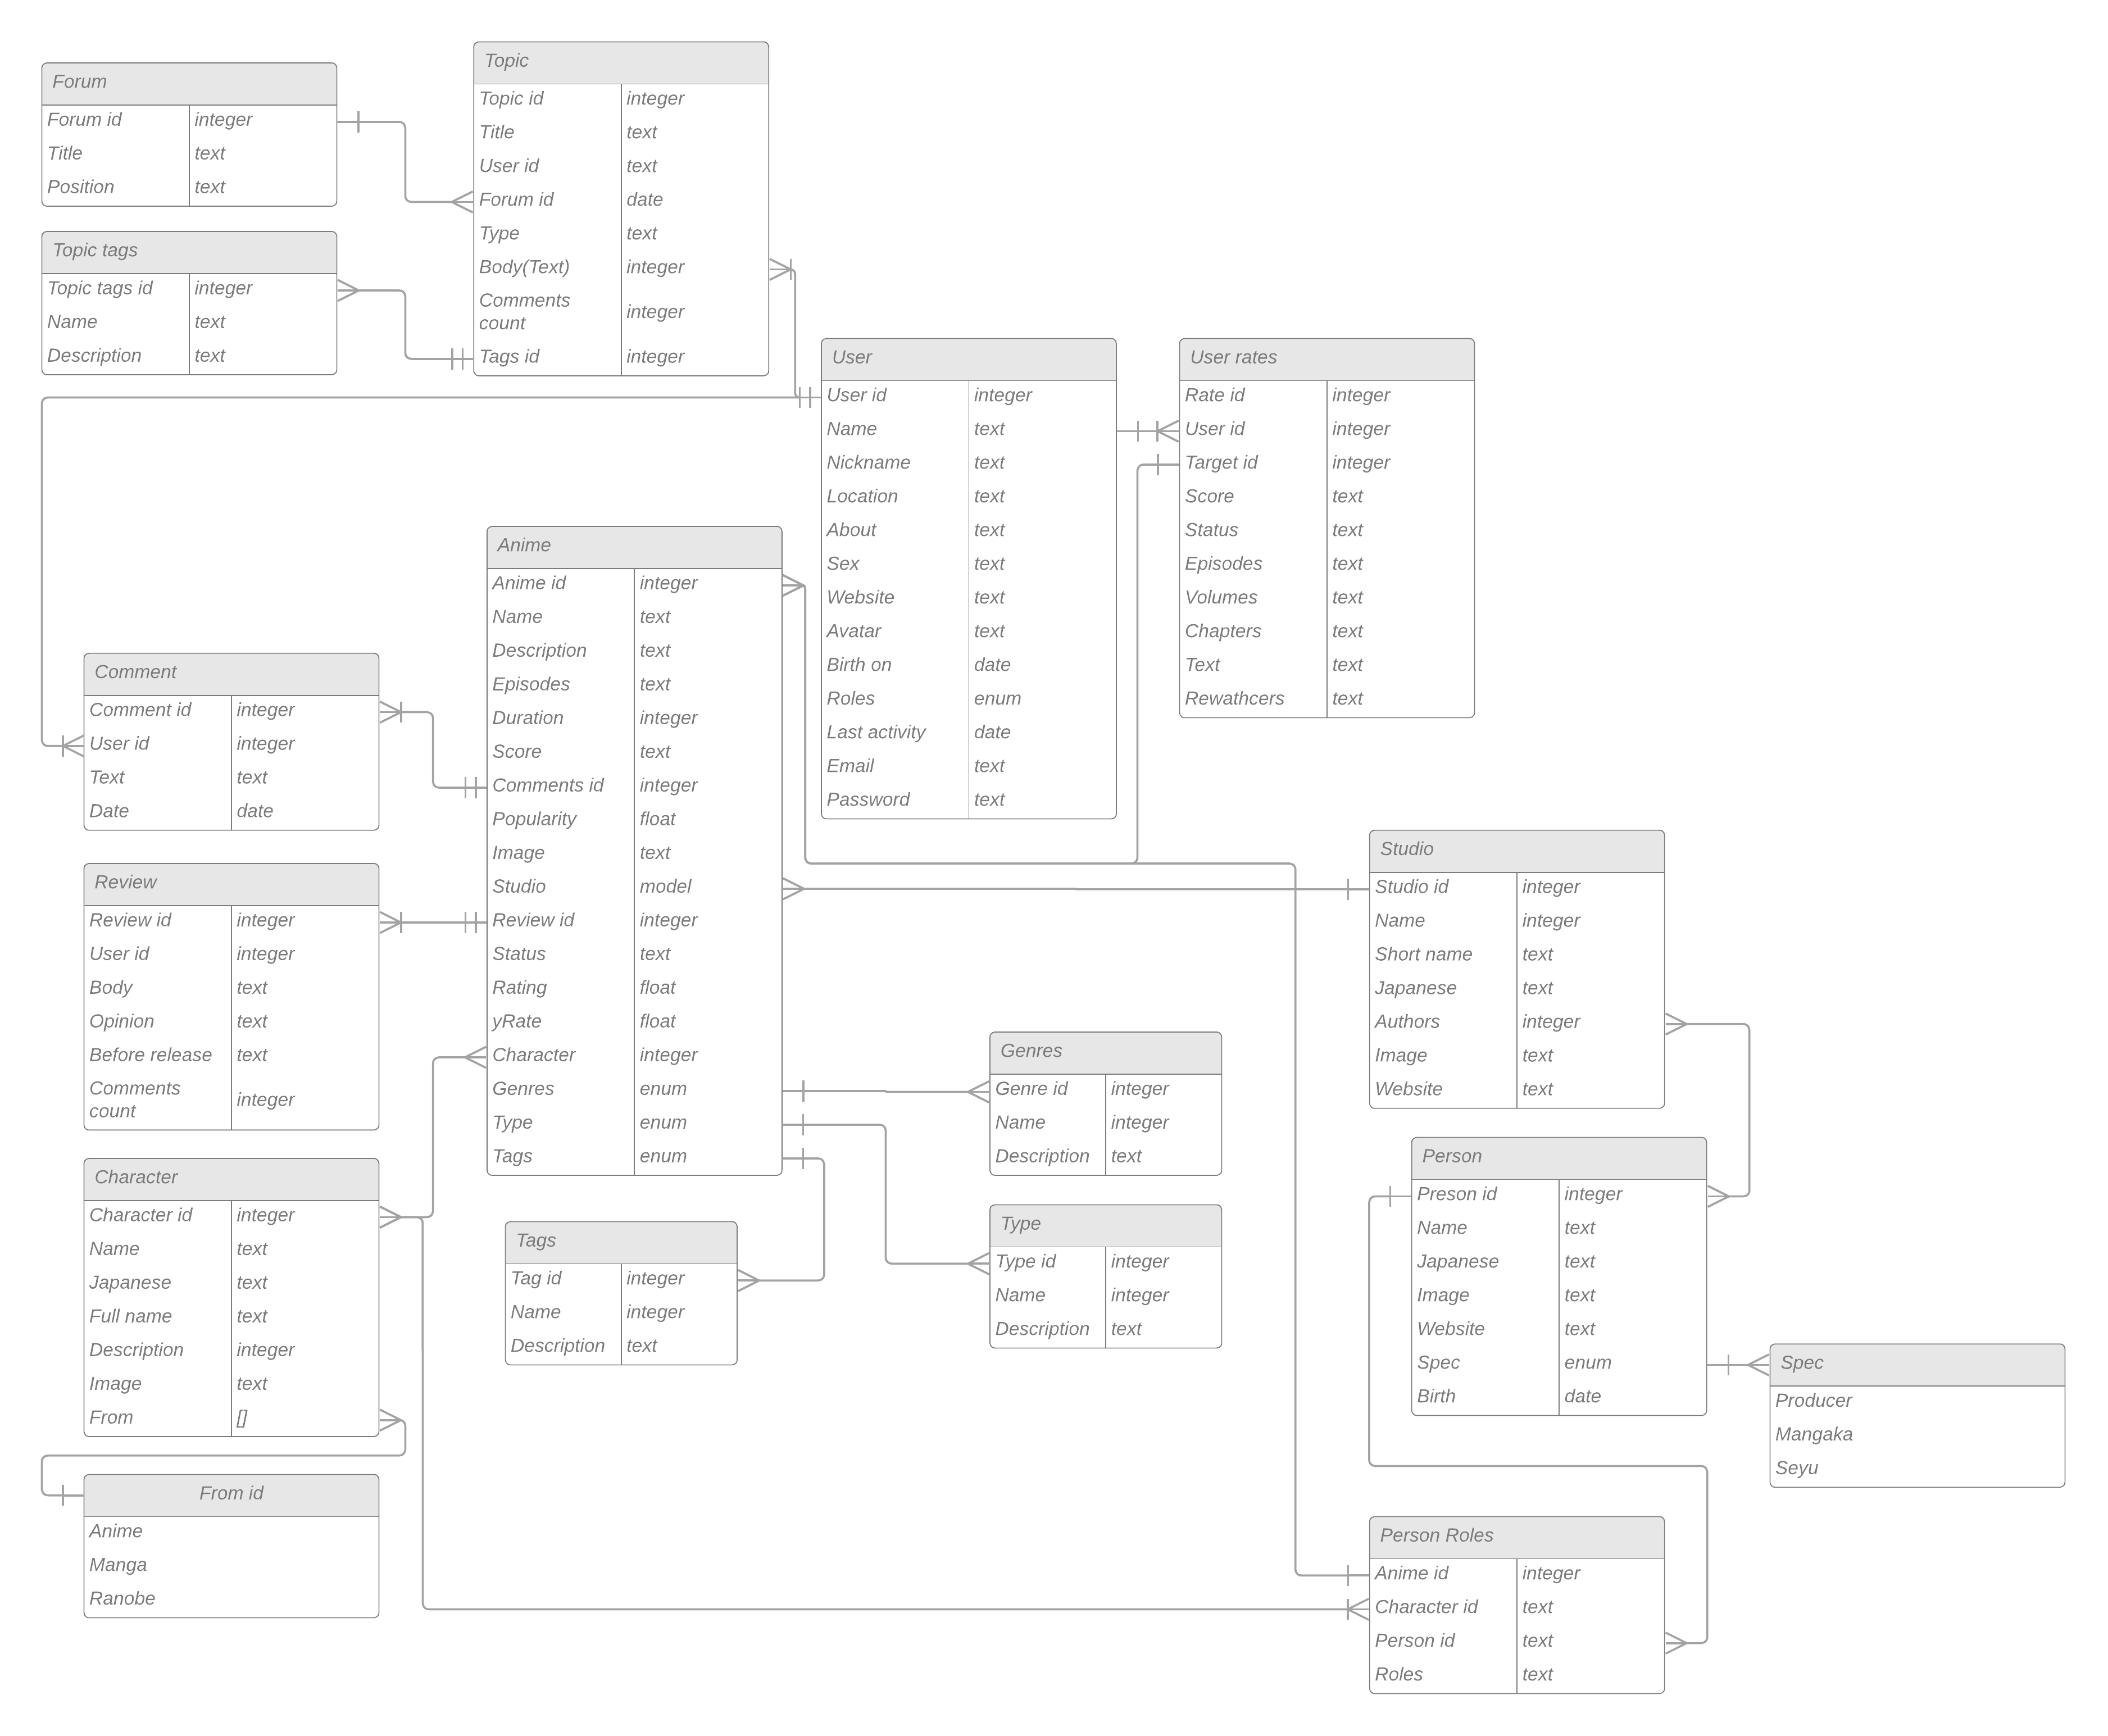 Forum
Forum id integer
Title text
Position text
Topic
Topic id integer
Title text
User id text
Forum id date
Type text
Body(Text) integer
Comments
count integer
Tags id integer
Topic tags
Topic tags id integer
Name text
Description text
User
User id integer
Name text
Nickname text
Location text
About text
Sex text
Website text
Avatar text
Birth on date
Roles enum
Last activity date
Email text
Password text
User rates
Rate id integer
User id integer
Target id integer
Score text
Status text
Episodes text
Volumes text
Chapters text
Text text
Rewathcers text
Anime
Anime id integer
Name text
Description text
Episodes text
Duration integer
Score text
Comments id integer
Popularity float
Image text
Studio model
Review id integer
Status text
Rating float
yRate float
Character integer
Genres enum
Type enum
Tags enum
Comment
Comment id integer
User id integer
Text text
Date date
Review
Review id integer
User id integer
Body text
Opinion text
Before release text
Comments
count integer
Studio
Studio id integer
Name integer
Short name text
Japanese text
Authors integer
Image text
Website text
Genres
Genre id integer
Name integer
Description text
Person
Preson id integer
Name text
Japanese text
Image text
Website text
Spec enum
Birth date
Character
Character id integer
Name text
Japanese text
Full name text
Description integer
Image text
From []
Tags
Tag id integer
Name integer
Description text
Type
Type id integer
Name integer
Description text
Spec
Producer
Mangaka
Seyu
From id
Anime
Manga
Ranobe
Person Roles
Anime id integer
Character id text
Person id text
Roles text